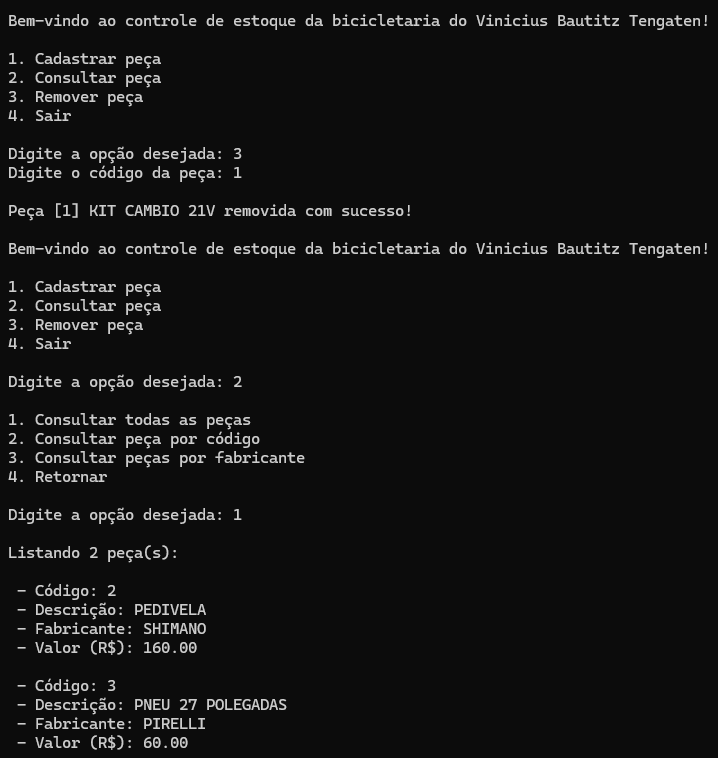 Bem-vindo ao controle de estoque da bicicletaria do Vinicius Bautitz Tengaten!
1. Cadastrar peça
2. Consultar peça
3. Remover peça
4. Sair
Digite a opção desejada: 3
Digite o código da peça: 1
Peça [1] KIT CAMBIO 21V removida com sucesso!
Bem-vindo ao controle de estoque da bicicletaria do Vinicius Bautitz Tengaten!
1. Cadastrar peça
2. Consultar peça
3. Remover peça
4. Sair
Digite a opção desejada: 2
1. Consultar todas as peças
2. Consultar peça por código
3. Consultar peças por fabricante
4. Retornar
Digite a opção desejada: 1
Listando 2 peça(s):
- Código: 2
- Descrição: PEDIVELA
- Fabricante: SHIMANO
- Valor (R$): 160.00
- Código: 3
- Descrição: PNEU 27 POLEGADAS
- Fabricante: PIRELLI
- Valor (R$): 60.00